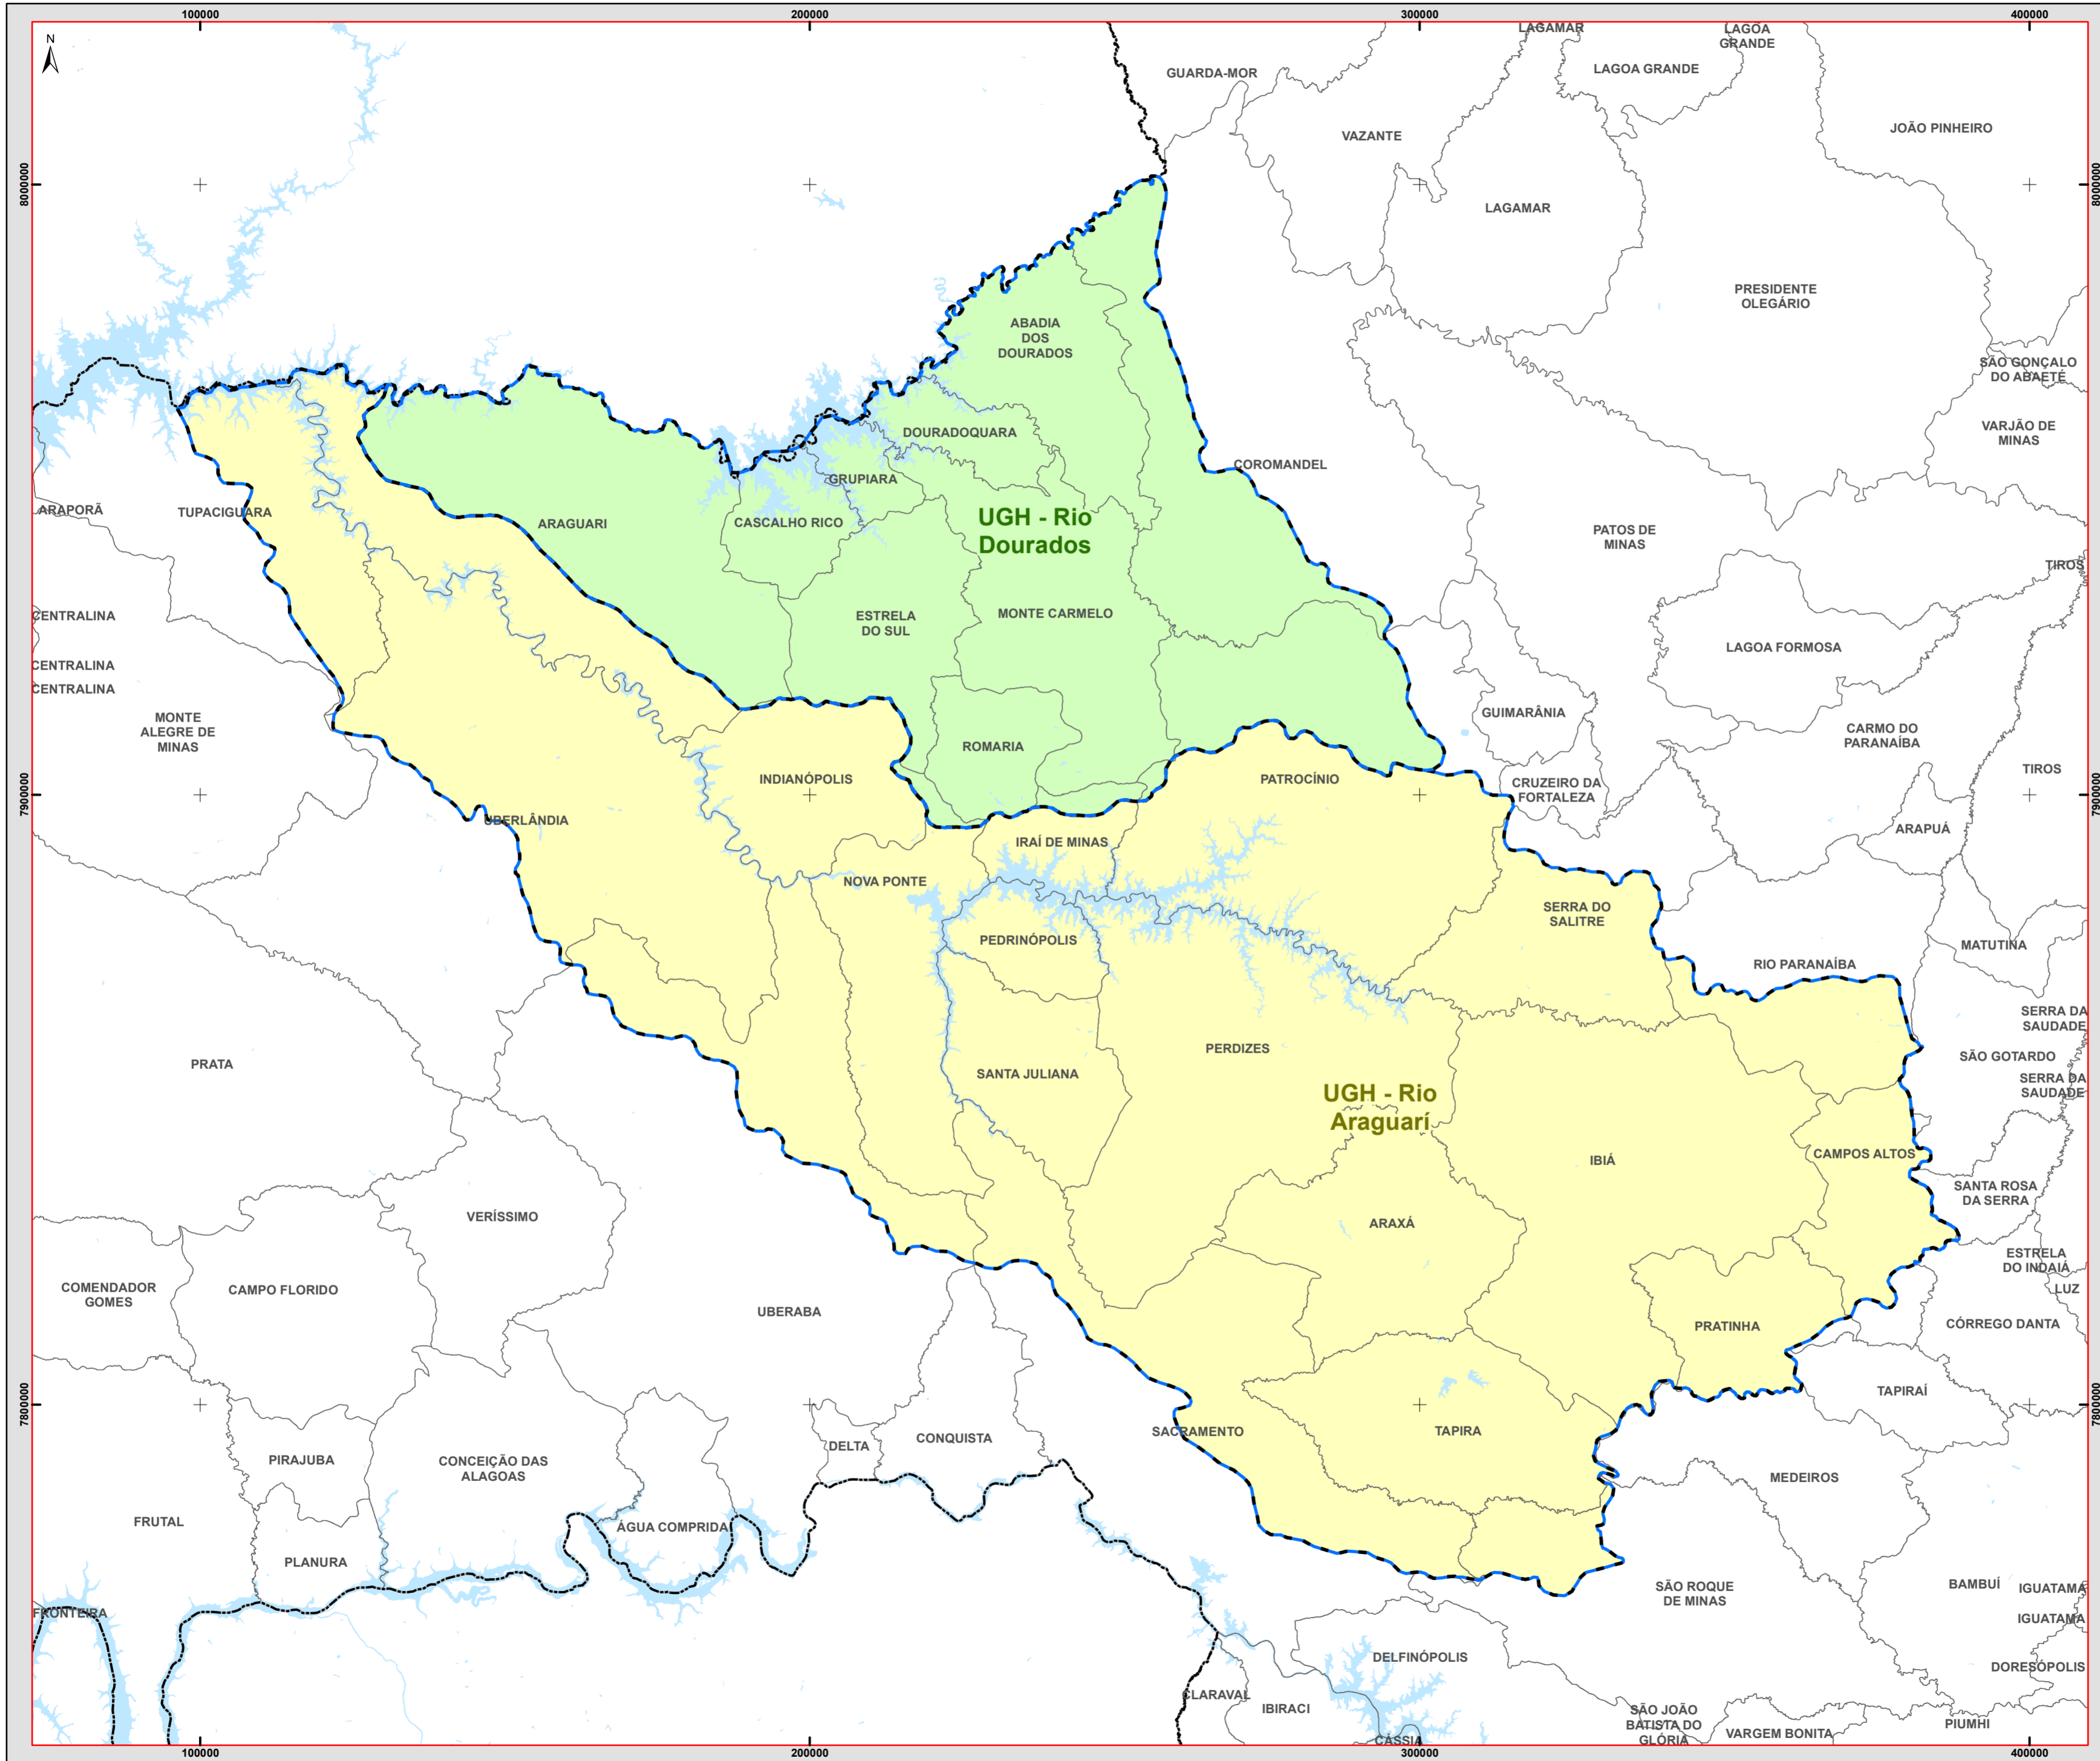 100000
200000
300000
400000
N
LAGAMAR
LAGOA
GRANDE
GUARDA-MOR
LAGOA GRANDE
VAZANTE
JOÃO PINHEIRO
8000000
8000000
LAGAMAR
PRESIDENTE
OLEGÁRIO
ABADIA
DOS
DOURADOS
SÃO GONÇALO
DO ABAETÉ
DOURADOQUARA
VARJÃO DE
MINAS
COROMANDEL
GRUPIARA
ARAPORÃ
TUPACIGUARA
ARAGUARI
CASCALHO RICO
UGH - Rio
Dourados
PATOS DE
MINAS
TIROS
CENTRALINA
ESTRELA
DO SUL
MONTE CARMELO
LAGOA FORMOSA
CENTRALINA
CENTRALINA
MONTE
ALEGRE DE
MINAS
GUIMARÂNIA
CARMO DO
PARANAÍBA
ROMARIA
INDIANÓPOLIS
PATROCÍNIO
CRUZEIRO DA
FORTALEZA
TIROS
7900000
7900000
UBERLÂNDIA
IRAÍ DE MINAS
ARAPUÁ
NOVA PONTE
SERRA DO
SALITRE
PEDRINÓPOLIS
MATUTINA
RIO PARANAÍBA
SERRA DA
SAUDADE
PRATA
PERDIZES
SÃO GOTARDO
SANTA JULIANA
SERRA DA
SAUDADE
UGH - Rio
Araguarí
IBIÁ
CAMPOS ALTOS
SANTA ROSA
DA SERRA
VERÍSSIMO
ARAXÁ
ESTRELA
DO INDAIÁ
COMENDADOR
GOMES
CAMPO FLORIDO
LUZ
UBERABA
PRATINHA
CÓRREGO DANTA
TAPIRAÍ
7800000
7800000
DELTA
CONQUISTA
SACRAMENTO
TAPIRA
PIRAJUBA
CONCEIÇÃO DAS
ALAGOAS
MEDEIROS
FRUTAL
ÁGUA COMPRIDA
PLANURA
SÃO ROQUE
DE MINAS
BAMBUÍ
IGUATAMA
FRONTEIRA
IGUATAMA
DELFINÓPOLIS
DORESÓPOLIS
CLARAVAL
IBIRACI
SÃO JOÃO
BATISTA DO
GLÓRIA
VARGEM BONITA
PIUMHI
CÁSSIA
100000
200000
300000
400000